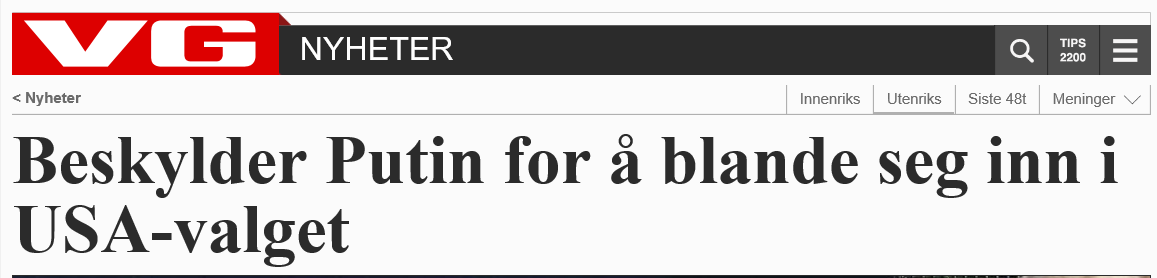 VG NYHETER TIPS
2200
< Nyheter Innenriks Utenriks Siste 48t Meninger
Beskylder Putin for å blande seg inn i
USA-valget